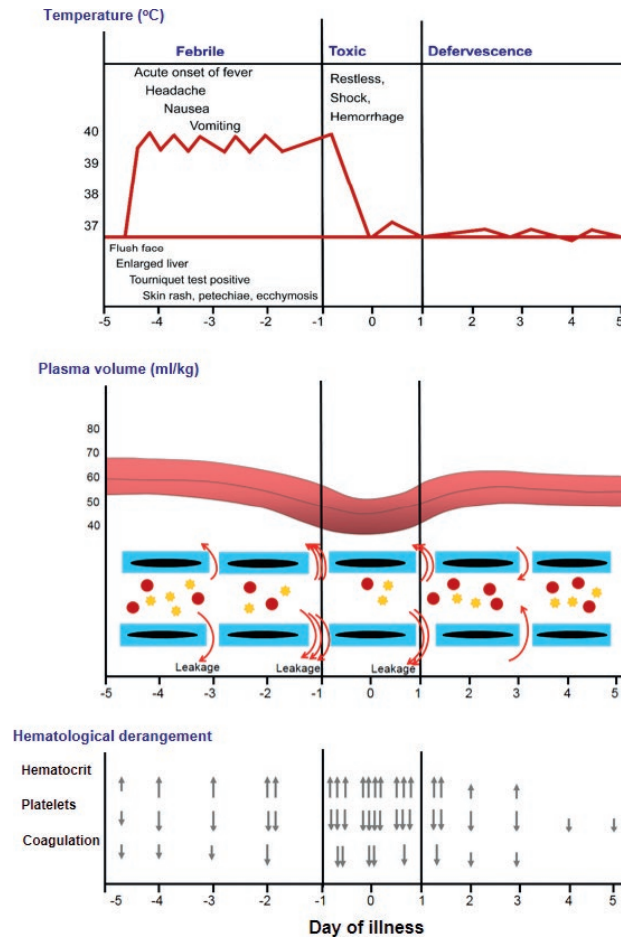 Temperature (ºC)
Febrile Toxic Defervescence
Acute onset of fever
Headache
Nausea
Vomiting
Restless,
Shock,
Hemorrhage
40
39
38
37
Flush face
Enlarged liver
Tourniquet test positive
Skin rash, petechiae, ecchymosis
-5 -4 -3 -2 -1 0 1 2 3 4 5
Plasma volume (ml/kg)
80
70
60
50
40
Leakage Leakage Leakage
-5 -4 -3 -2 -1 0 1 2 3 4 5
Hematological derangement
Hematocrit
Platelets
Coagulation
-5 -4 -3 -2 -1 0 1 2 3 4 5
Day of illness